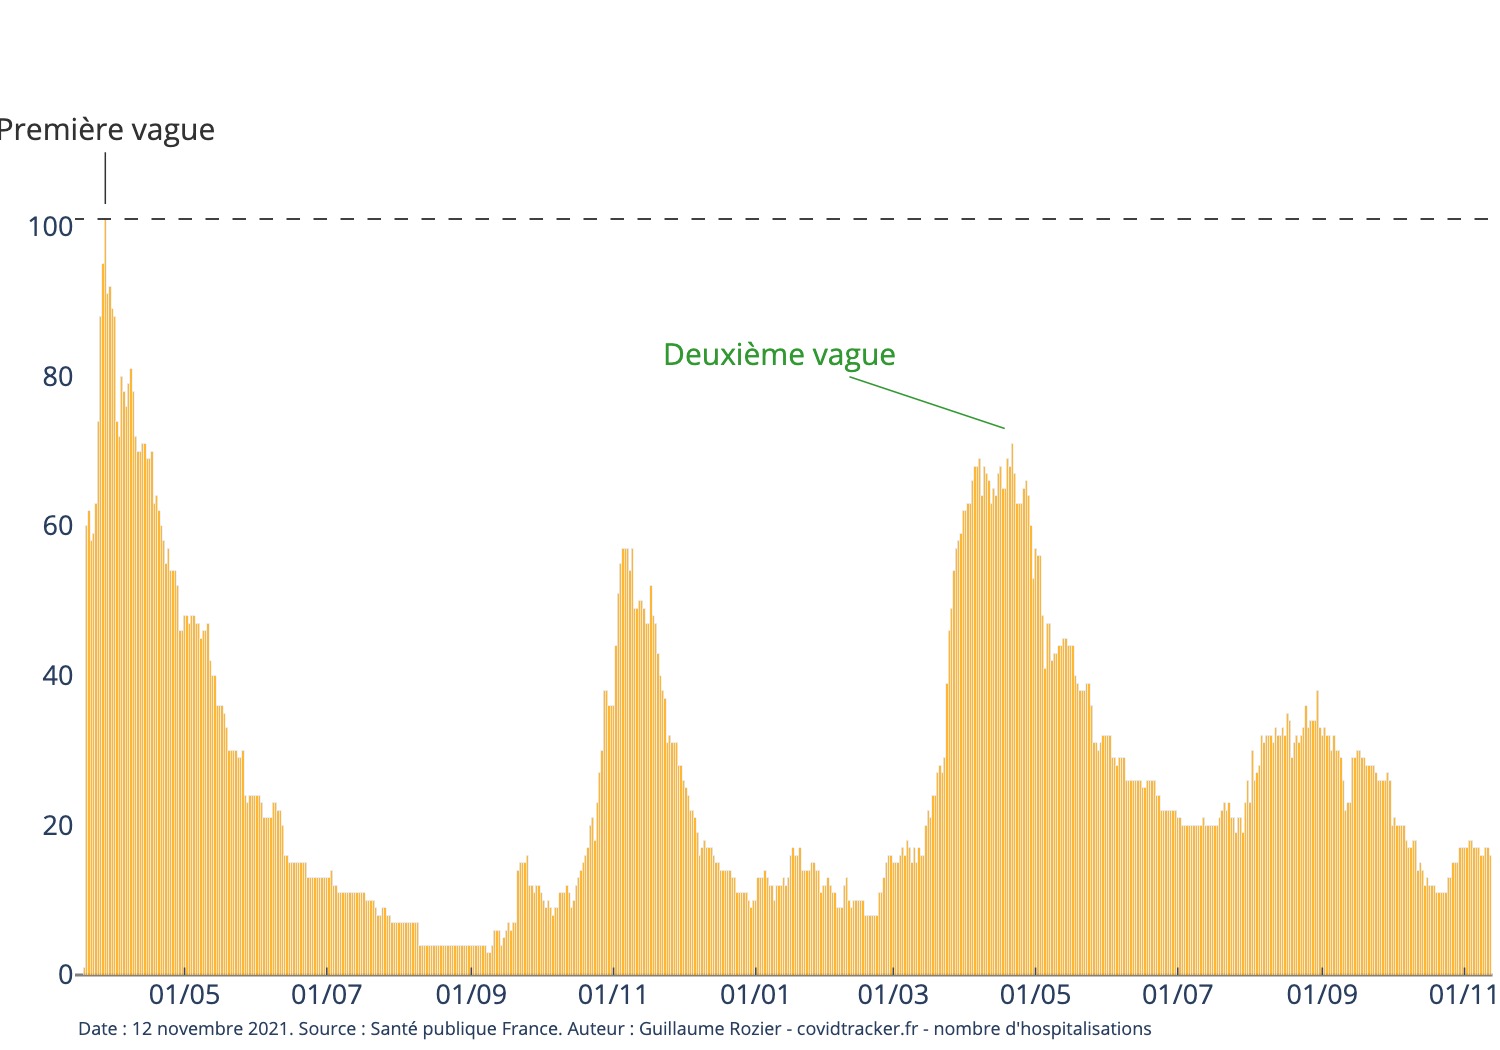 Première vague
100
Deuxième vague
80
60
40
20
0
01/05 01/07 01/09 01/11 01/01 01/03 01/05 01/07 01/09 01/11
Date : 12 novembre 2021. Source : Santé publique France. Auteur : Guillaume Rozier - covidtracker.fr - nombre d'hospitalisations